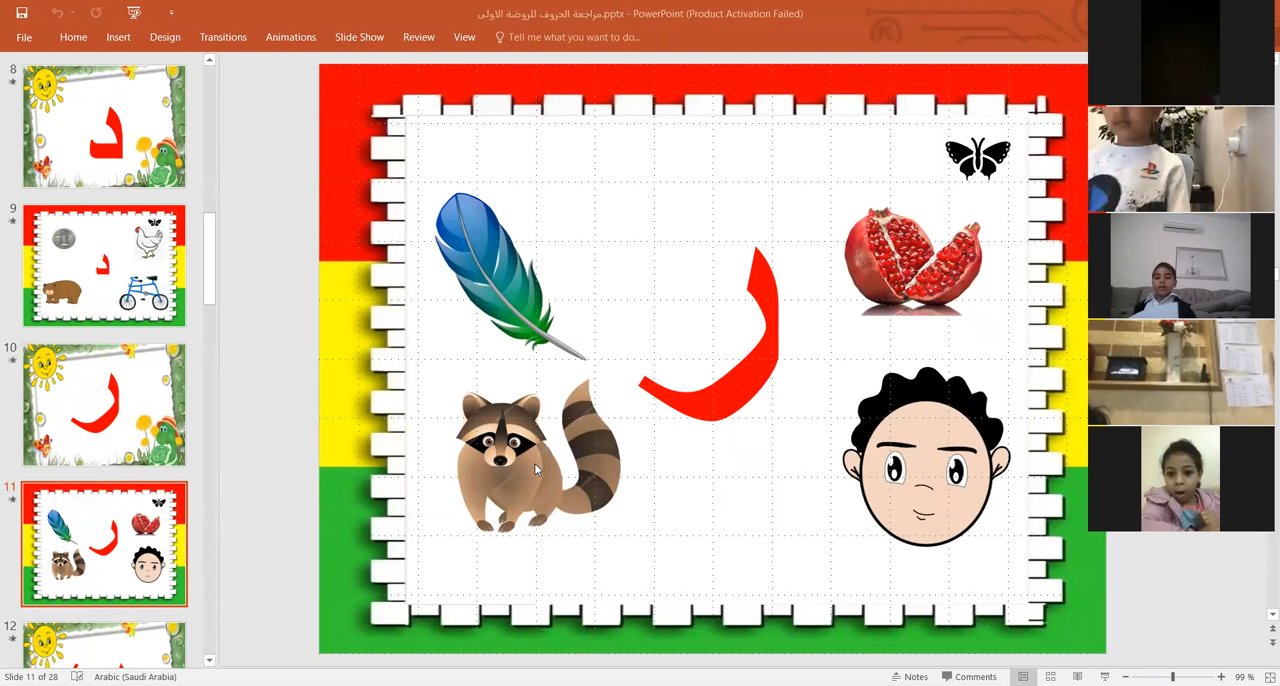 مراجعة الحروف للروضة الاولى.pptx - PowerPoint (Product Activation Failed)
File Home Insert Design Transitions Animations Slide Show Review View Tell me what you want to do...
8
د
9
د
10
ر
11
ر
12
ر
Slide 11 of 28 Arabic (Saudi Arabia) Notes Comments 99 %